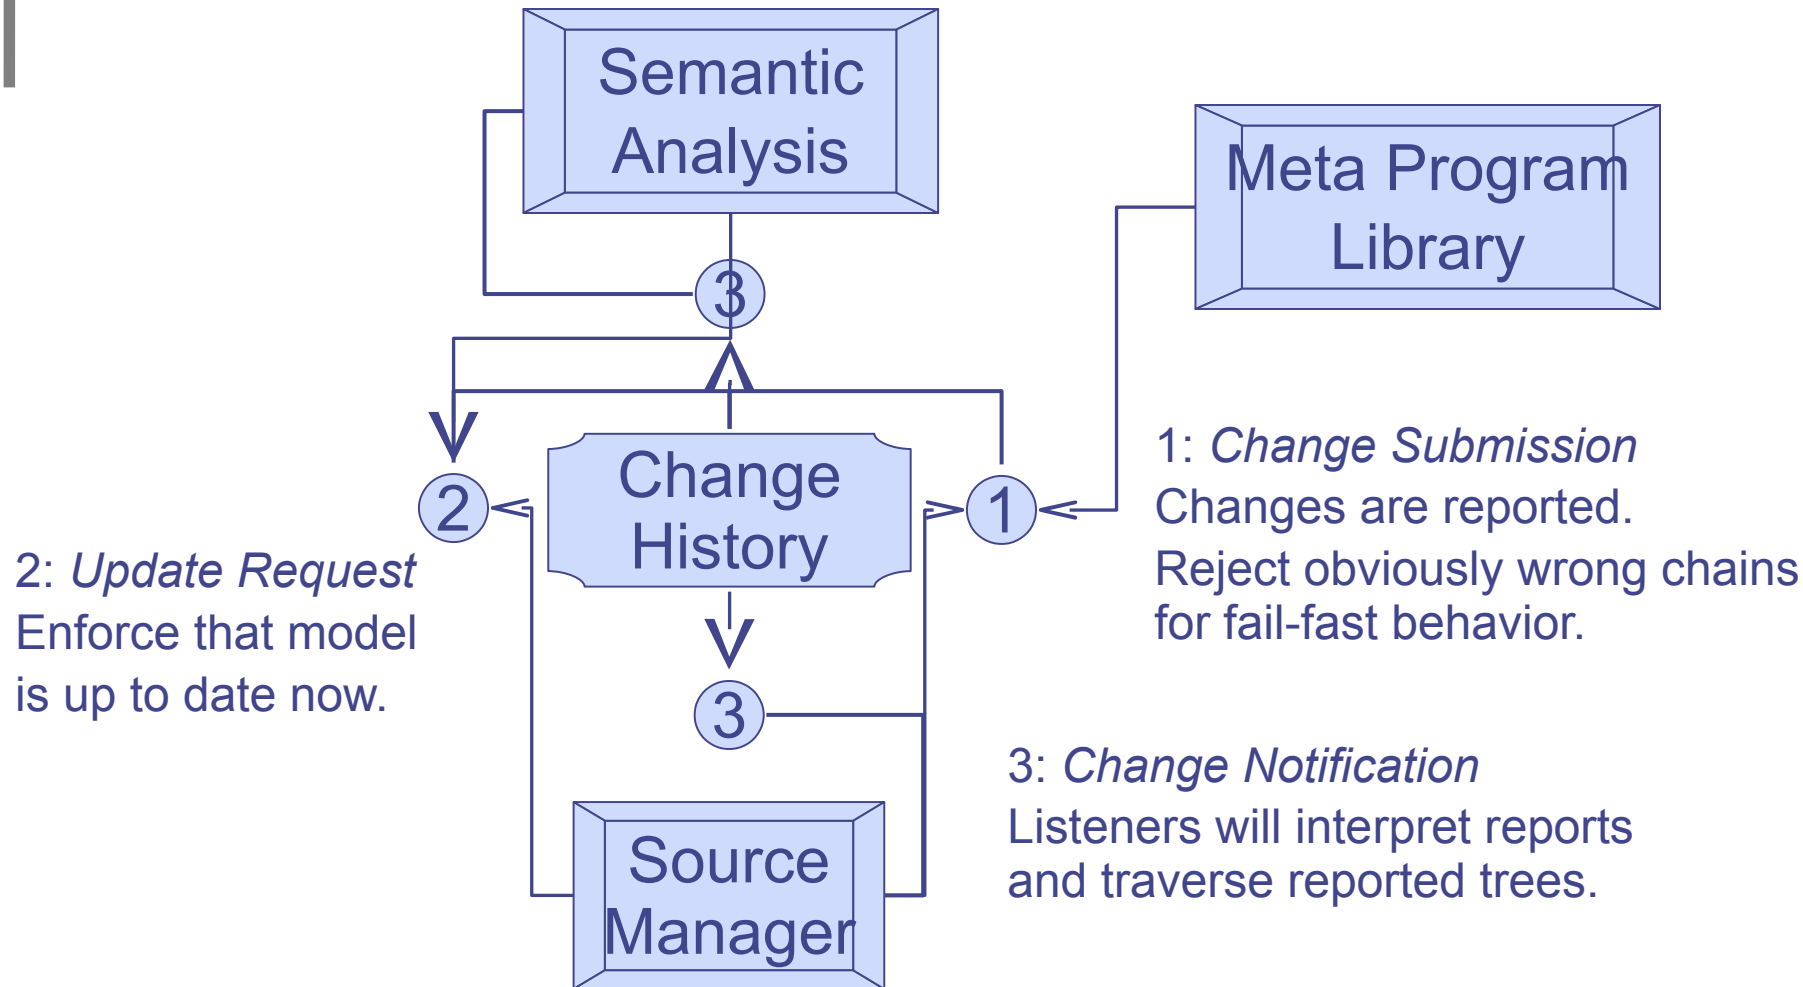 Semantic
Analysis
Meta Program
Library
3
1: Change Submission
Changes are reported.
Reject obviously wrong chains
for fail-fast behavior.
Change
History
2
1
2: Update Request
Enforce that model
is up to date now.
3
3: Change Notification
Listeners will interpret reports
and traverse reported trees.
Source
Manager